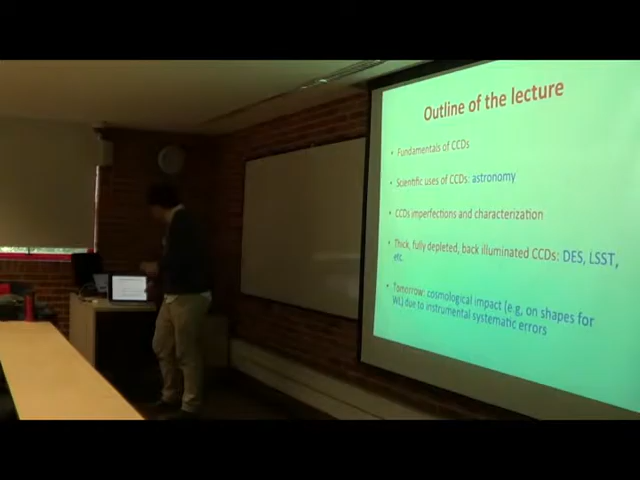 Outline of the lecture
• Fundamentals of CCDs
• Scientific uses of CCDs: astronomy
• CCDs imperfections and characterization
• Thick, fully depleted, back illuminated CCDs: DES, LSST,
etc.
• Tomorrow: cosmological impact (e.g, on shapes for
WL) due to instrumental systematic errors